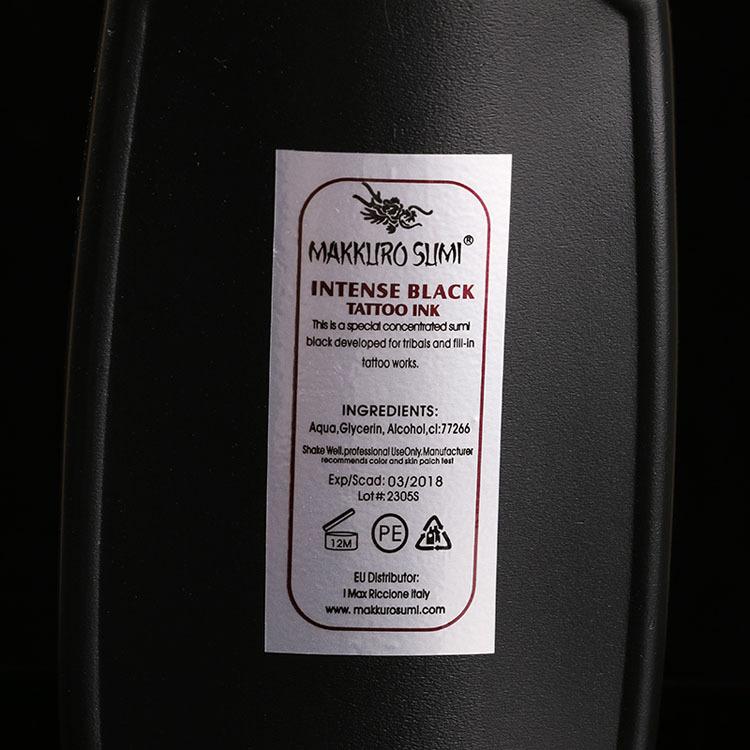 MAKKURO SUMI®
INTENSE BLACK
TATTOO INK
This is a special concentrated sumi
black developed for tribals and fill-in
tattoo works.
INGREDIENTS:
Aqua,Glycerin, Alcohol,cl:77266
Shake Well,professional UseOnly.Manufacturer
recommends color and skin patch test
Exp/Scad: 03/2018
Lot#: 2305S
12M PE
EU Distributor:
I Max Riccione Italy
www. makkurosumi.com